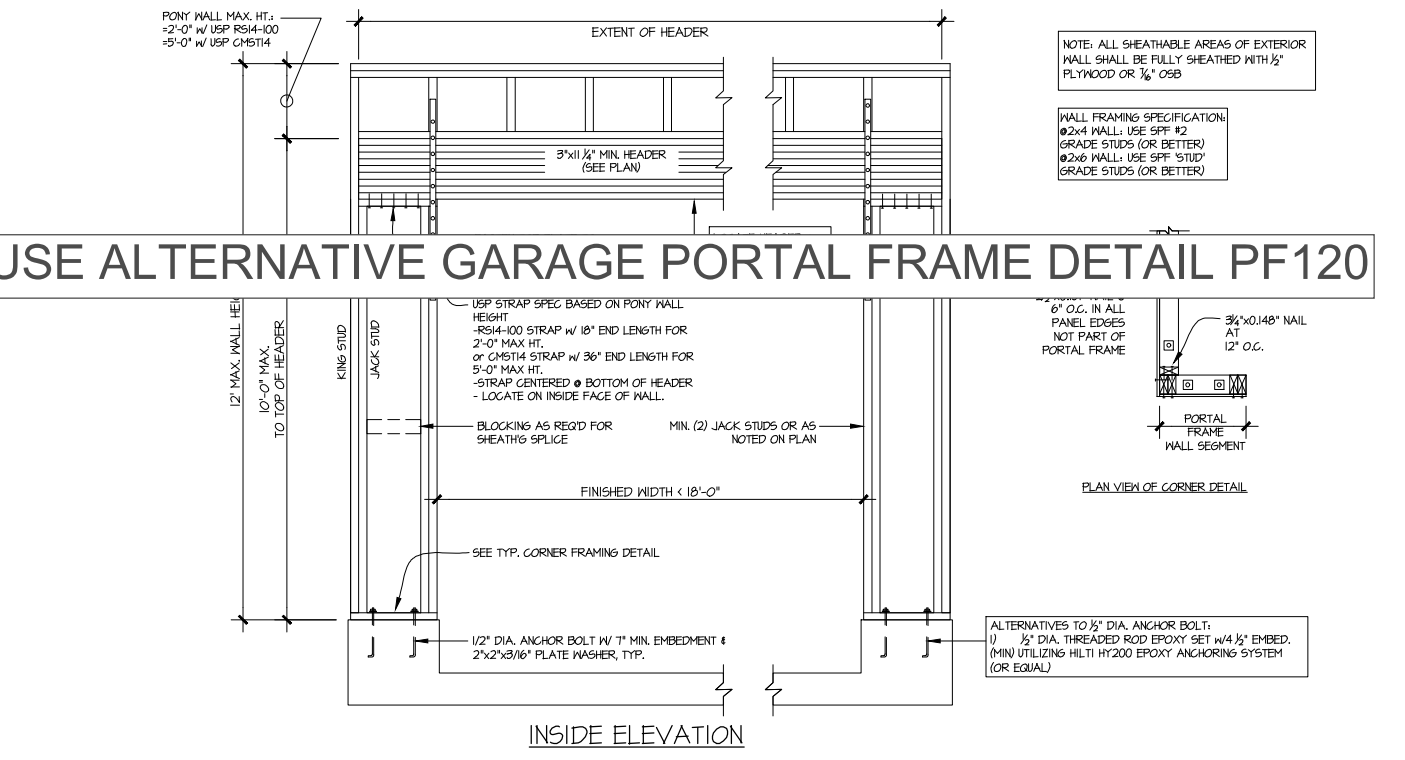 PONY WALL MAX. HT.:
=2'-0" W/ USP RS14-100
=5'-0" W/ USP CMST14
EXTENT OF HEADER
NOTE: ALL SHEATHABLE AREAS OF EXTERIOR
WALL SHALL BE FULLY SHEATHED WITH ½"
PLYWOOD OR 7/16" OSB
WALL FRAMING SPECIFICATION:
@2x4 WALL: USE SPF #2
GRADE STUDS (OR BETTER)
@2x6 WALL: USE SPF 'STUD'
GRADE STUDS (OR BETTER)
3"x11 ¼" MIN. HEADER
(SEE PLAN)
USE ALTERNATIVE GARAGE PORTAL FRAME DETAIL PF120
12' MAX. WALL
10'-0" MAX.
TO TOP OF HEADER
KING STUD
JACK STUD
USP STRAP SPEC BASED ON PONY WALL
HEIGHT
-RS14-100 STRAP W/ 18" END LENGTH FOR
2'-0" MAX HT.
or CMST14 STRAP W/ 36" END LENGTH FOR
5'-0" MAX HT.
-STRAP CENTERED @ BOTTOM OF HEADER
- LOCATE ON INSIDE FACE OF WALL.
6" O.C. IN ALL
PANEL EDGES
NOT PART OF
PORTAL FRAME
3¼"x0.148" NAIL
AT
12" O.C.
BLOCKING AS REQ'D FOR
SHEATH'G SPLICE
MIN. (2) JACK STUDS OR AS
NOTED ON PLAN
PORTAL
FRAME
WALL SEGMENT
PLAN VIEW OF CORNER DETAIL
FINISHED WIDTH < 18'-0"
SEE TYP. CORNER FRAMING DETAIL
1/2" DIA. ANCHOR BOLT W/ 7" MIN. EMBEDMENT &
2"x2"x3/16" PLATE WASHER, TYP.
ALTERNATIVES TO ½" DIA. ANCHOR BOLT:
1) ½" DIA. THREADED ROD EPOXY SET w/4 ½" EMBED.
(MIN) UTILIZING HILTI HY200 EPOXY ANCHORING SYSTEM
(OR EQUAL)
INSIDE ELEVATION